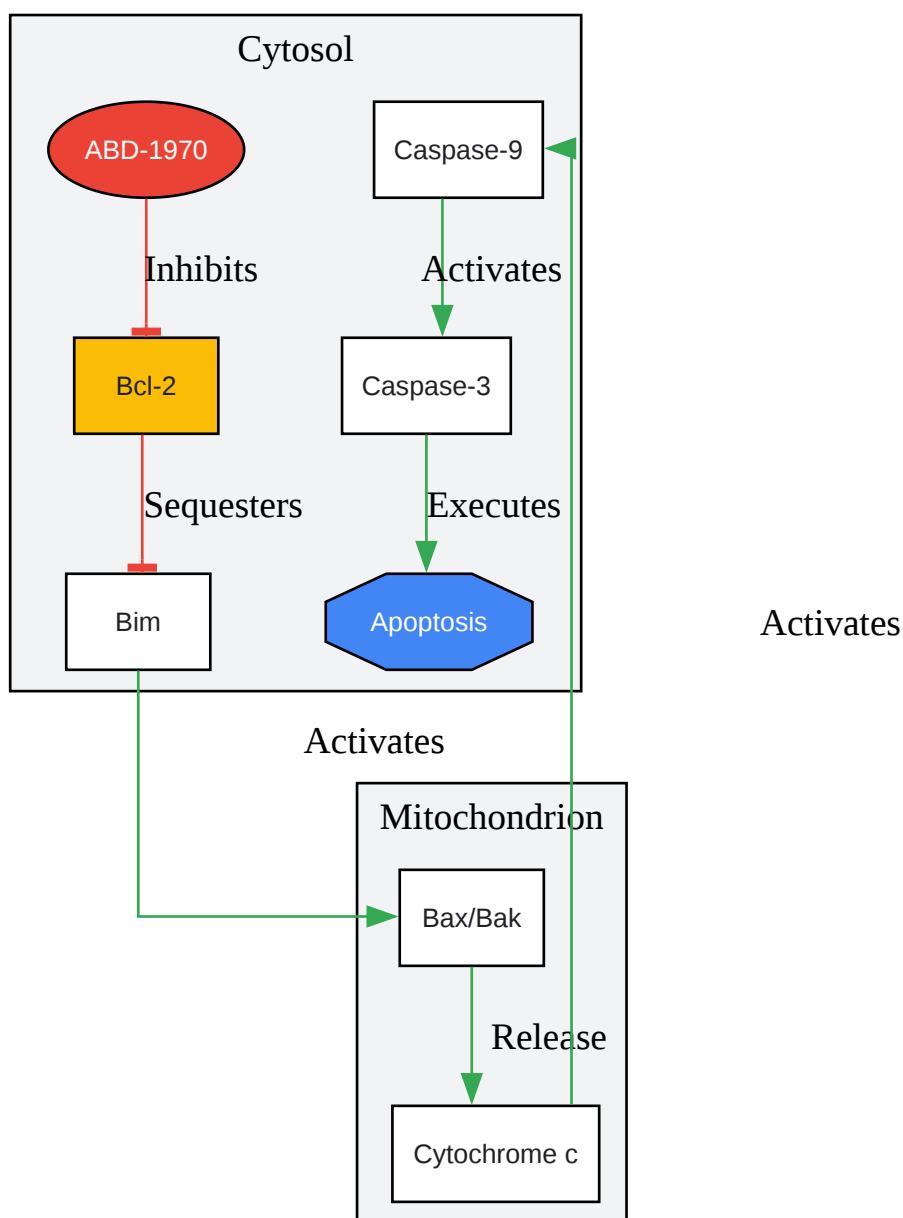 Cytosol
ABD-1970
Caspase-9
Inhibits
Activates
Bcl-2
Caspase-3
Sequesters
Executes
Bim
Apoptosis
Activates
Activates
Mitochondrion
Bax/Bak
Release
Cytochrome c